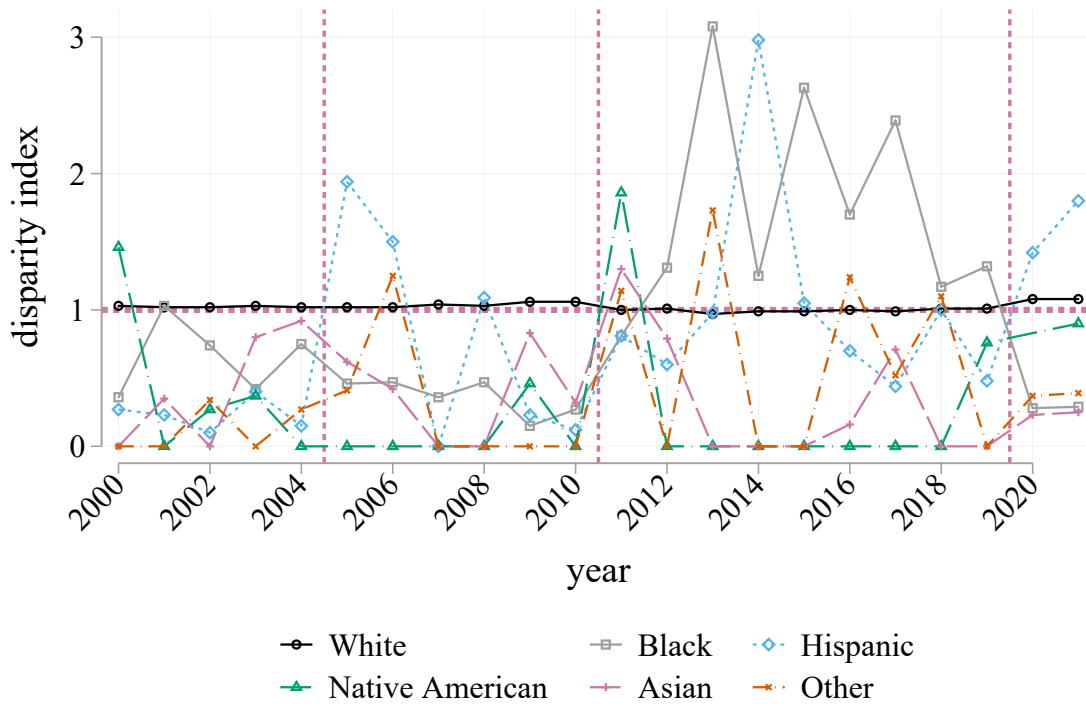 3
2
1
0
disparity index
2000 2002 2004 2006 2008 2010 2012 2014 2016 2018 2020
year
White Black Hispanic
Native American Asian Other